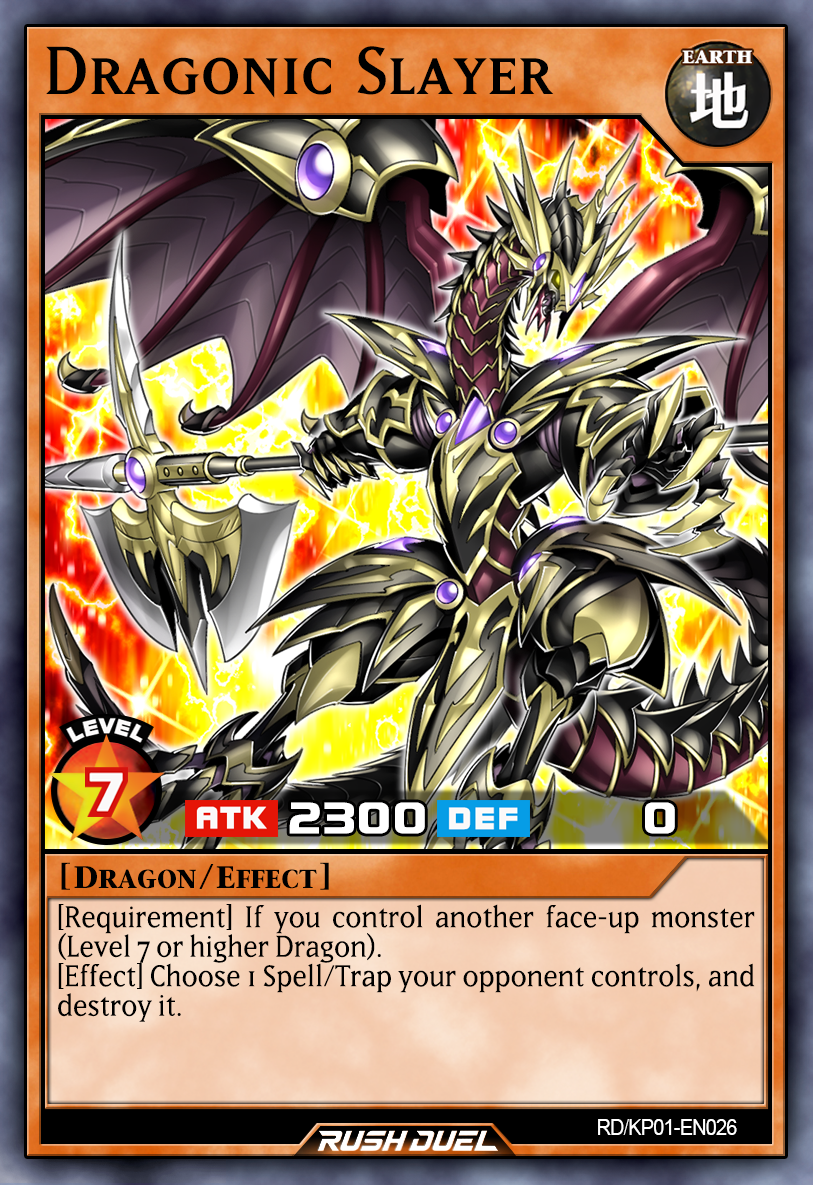 Dragonic Slayer
EARTH
地
LEVEL
7
ATK 2300 DEF 0
[Dragon/Effect]
[Requirement] If you control another face-up monster
(Level 7 or higher Dragon).
[Effect] Choose 1 Spell/Trap your opponent controls, and
destroy it.
RD/KP01-EN026
RUSH DUEL